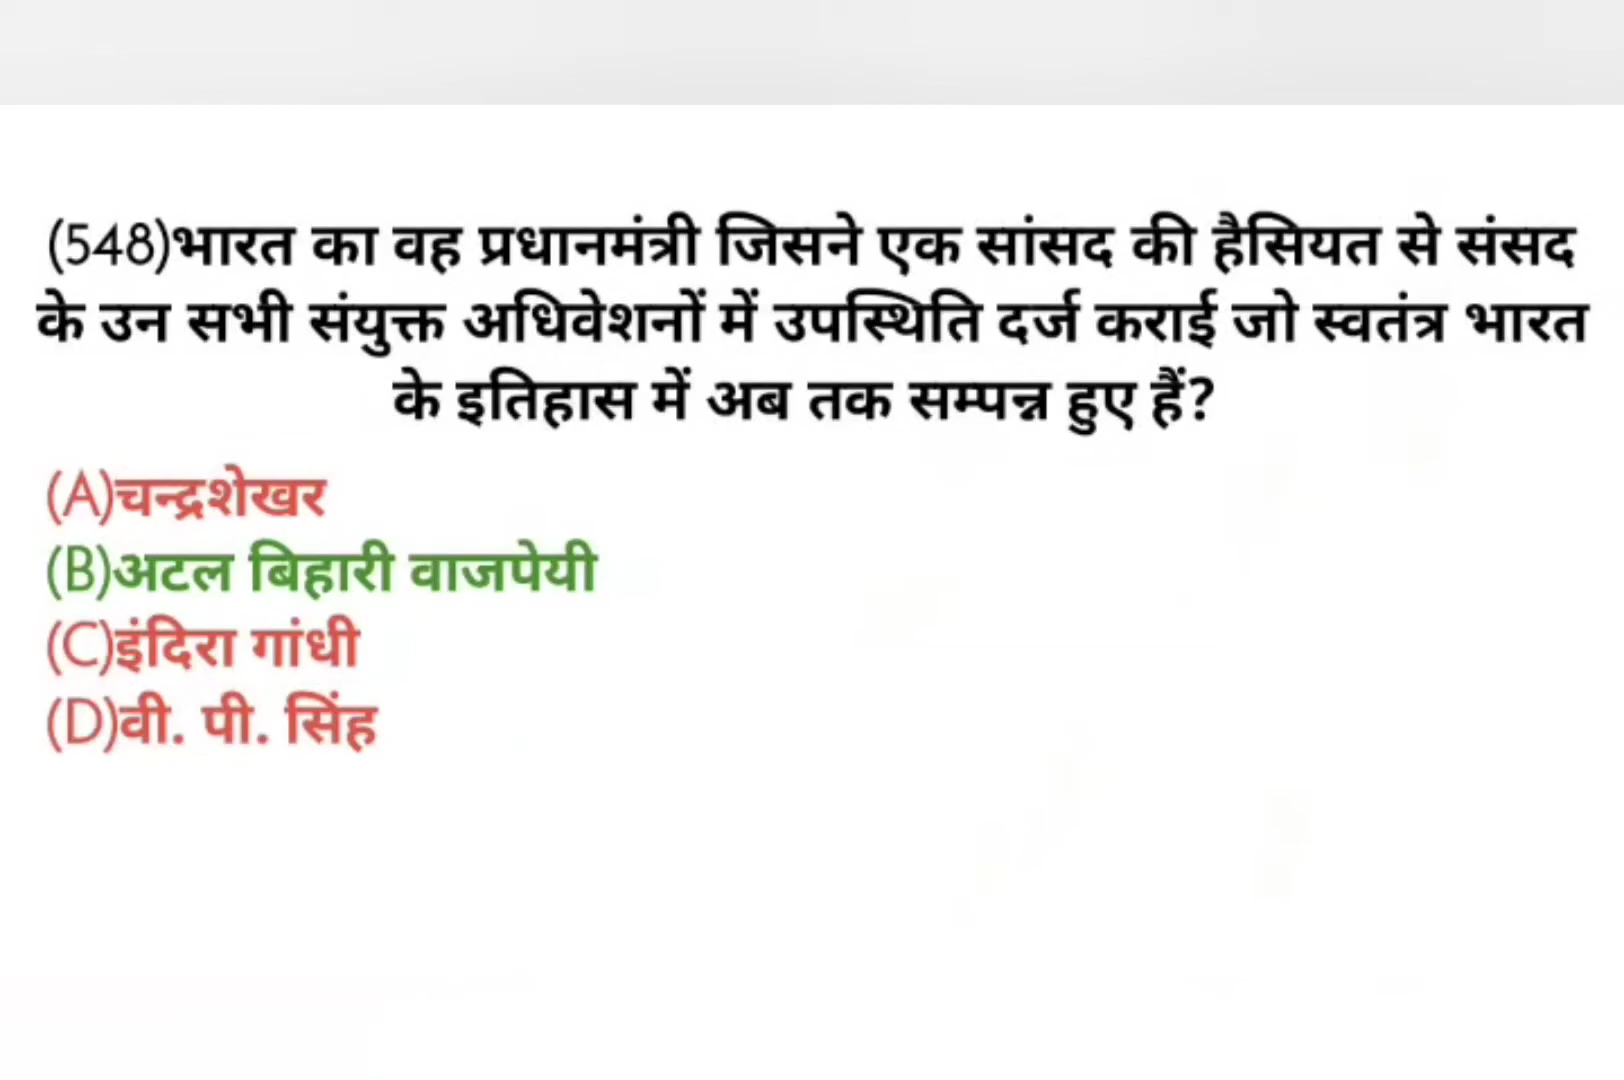 (548)भारत का वह प्रधानमंत्री जिसने एक सांसद की हैसियत से संसद
के उन सभी संयुक्त अधिवेशनों में उपस्थिति दर्ज कराई जो स्वतंत्र भारत
के इतिहास में अब तक सम्पन्न हुए हैं?
(A)चन्द्रशेखर
(B)अटल बिहारी वाजपेयी
(C)इंदिरा गांधी
(D)वी. पी. सिंह